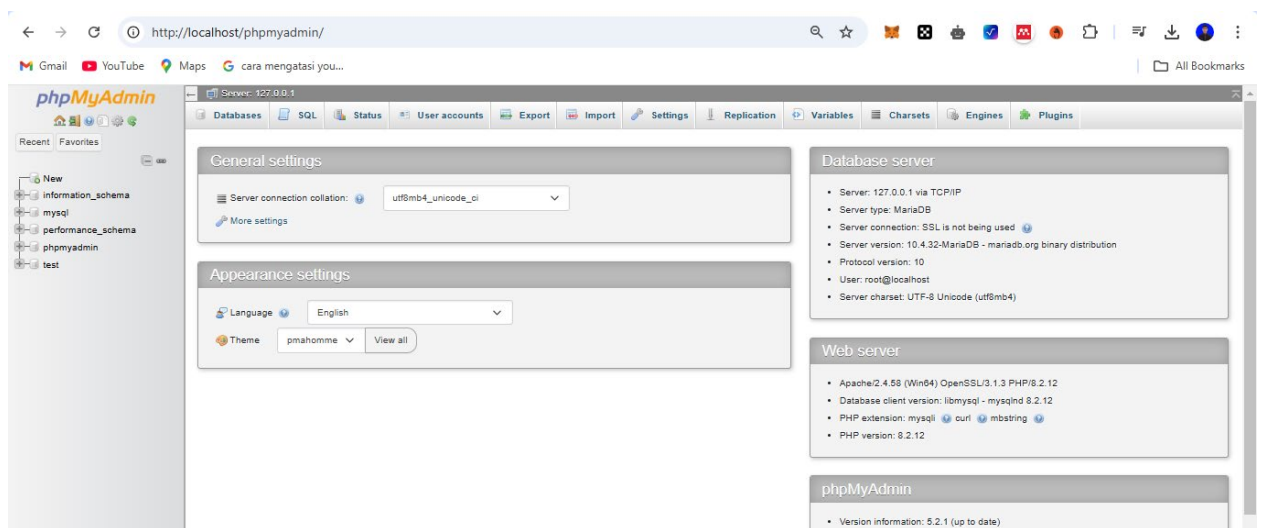 http://localhost/phpmyadmin/
Gmail YouTube Maps cara mengatasi you... All Bookmarks
phpMyAdmin
Recent Favorites
New
information_schema
mysql
performance_schema
phpmyadmin
test
Server: 127.0.0.1
Databases SQL Status User accounts Export Import Settings Replication Variables Charsets Engines Plugins
General settings
Server connection collation: utf8mb4_unicode_ci
More settings
Appearance settings
Language English
Theme pmahomme View all
Database server
Server: 127.0.0.1 via TCP/IP
Server type: MariaDB
Server connection: SSL is not being used
Server version: 10.4.32-MariaDB - mariadb.org binary distribution
Protocol version: 10
User: root@localhost
Server charset: UTF-8 Unicode (utf8mb4)
Web server
Apache/2.4.58 (Win64) OpenSSL/3.1.3 PHP/8.2.12
Database client version: libmysql - mysqlnd 8.2.12
PHP extension: mysqli curl mbstring
PHP version: 8.2.12
phpMyAdmin
Version information: 5.2.1 (up to date)